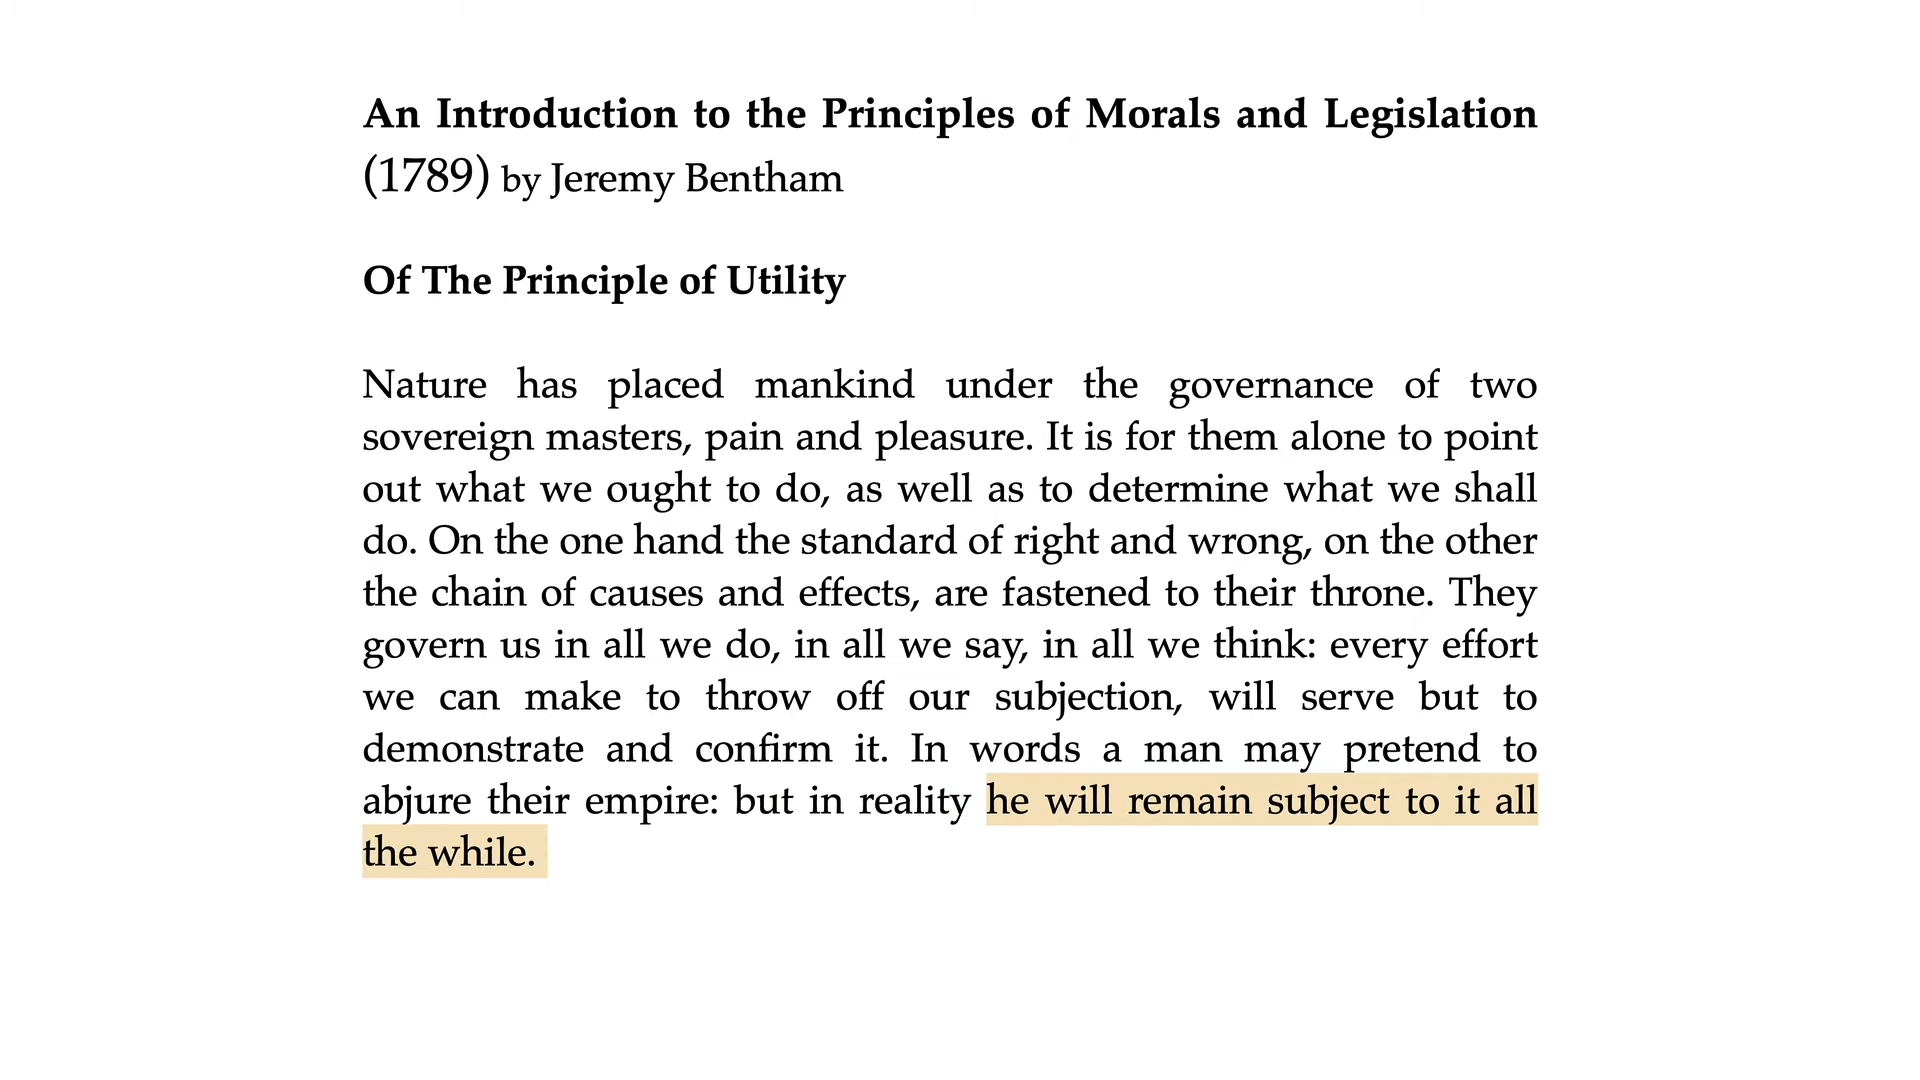 An Introduction to the Principles of Morals and Legislation
(1789) by Jeremy Bentham
Of The Principle of Utility
Nature has placed mankind under the governance of two
sovereign masters, pain and pleasure. It is for them alone to point
out what we ought to do, as well as to determine what we shall
do. On the one hand the standard of right and wrong, on the other
the chain of causes and effects, are fastened to their throne. They
govern us in all we do, in all we say, in all we think: every effort
we can make to throw off our subjection, will serve but to
demonstrate and confirm it. In words a man may pretend to
abjure their empire: but in reality he will remain subject to it all
the while.